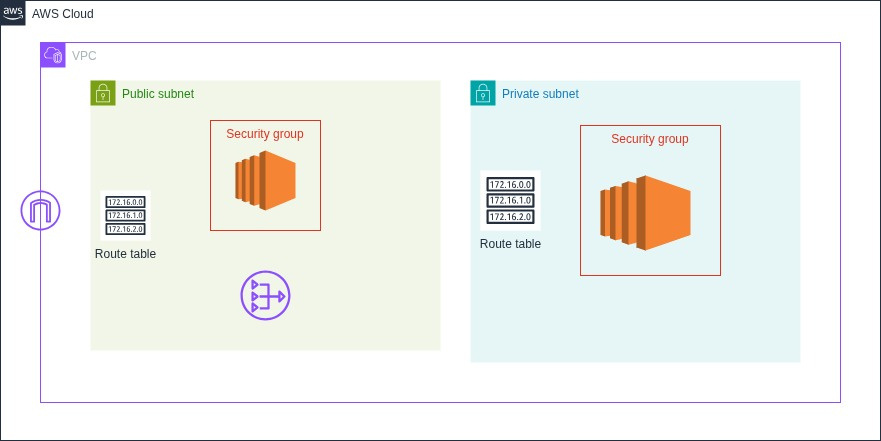 aws
AWS Cloud
VPC
Public subnet
Security group
172.16.0.0
172.16.1.0
172.16.2.0
Route table
Private subnet
Security group
172.16.0.0
172.16.1.0
172.16.2.0
Route table